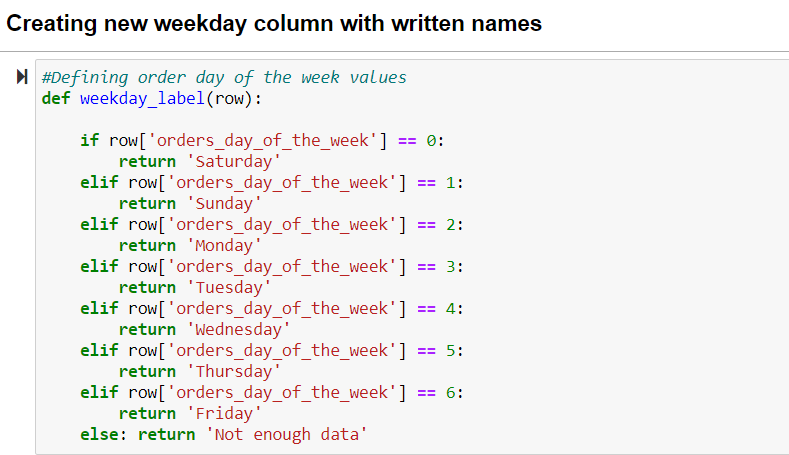 Creating new weekday column with written names
#Defining order day of the week values
def weekday_label(row):
if row['orders_day_of_the_week'] == 0:
return 'Saturday'
elif row['orders_day_of_the_week'] == 1:
return 'Sunday'
elif row['orders_day_of_the_week'] == 2:
return 'Monday'
elif row['orders_day_of_the_week'] == 3:
return 'Tuesday'
elif row['orders_day_of_the_week'] == 4:
return 'Wednesday'
elif row['orders_day_of_the_week'] == 5:
return 'Thursday'
elif row['orders_day_of_the_week'] == 6:
return 'Friday'
else: return 'Not enough data'